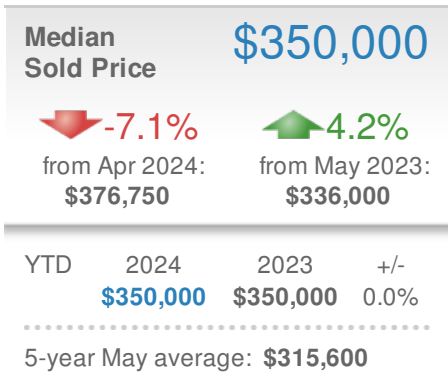 Median $350,000
Sold Price
-7.1% 4.2%
from Apr 2024: from May 2023:
$376,750 $336,000
YTD 2024 2023 +/-
$350,000 $350,000 0.0%
5-year May average: $315,600